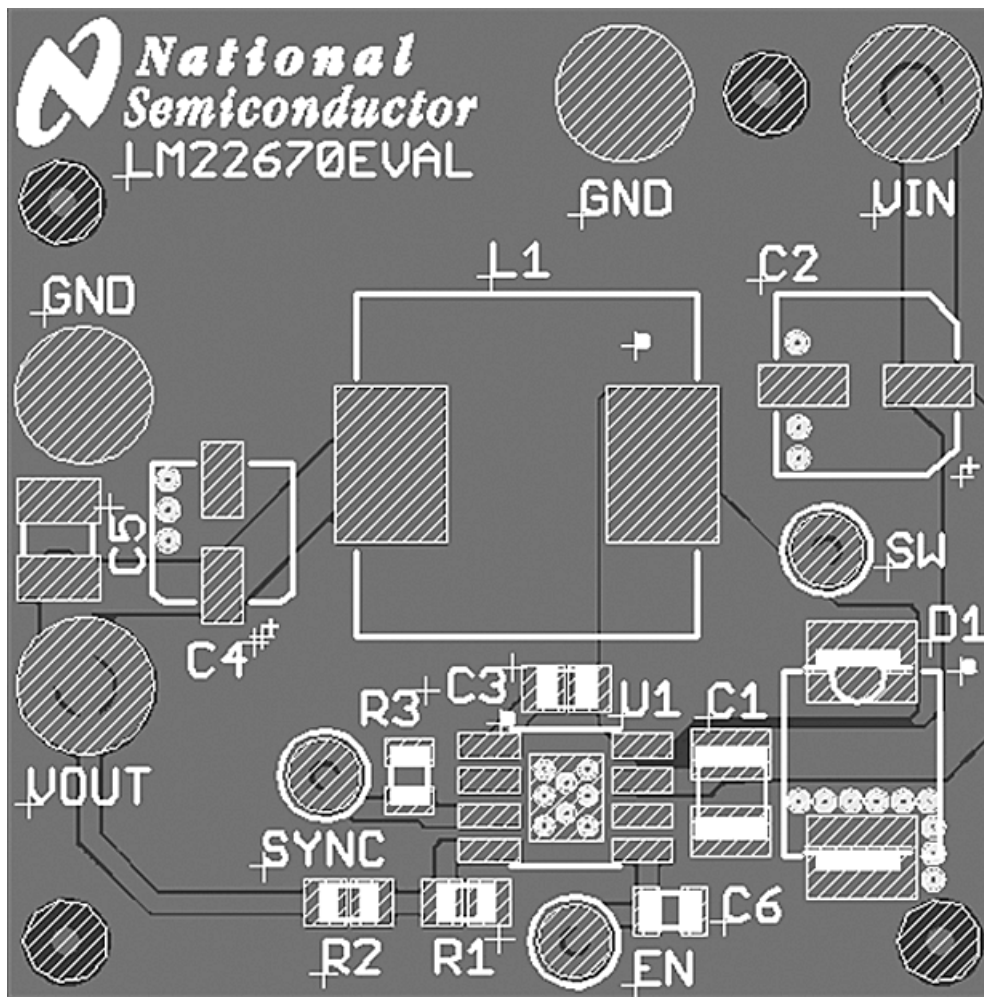 National
Semiconductor
LM22670EVAL
GND
VIN
L1
C2
GND
C5
SW
C4
D1
C3
R3
U1
C1
VOUT
SYNC
C6
R2
R1
EN